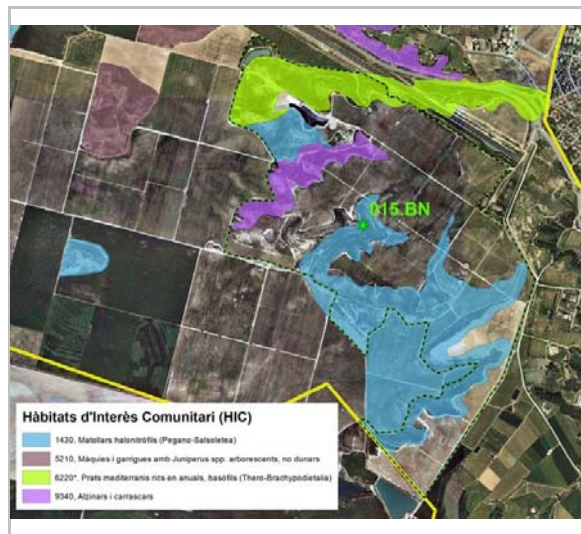 015.BN
Hàbitats d'Interès Comunitari (HIC)
1430, Matollars halonitròfils (Pegano-Salsoletea)
5210, Màquies i garrigues amb Juniperus spp. arborescents, no dunars
6220*, Prats mediterranis rics en anuals, basòfils (Thero-Brachypodietalia)
9340, Alzinars i carrascars